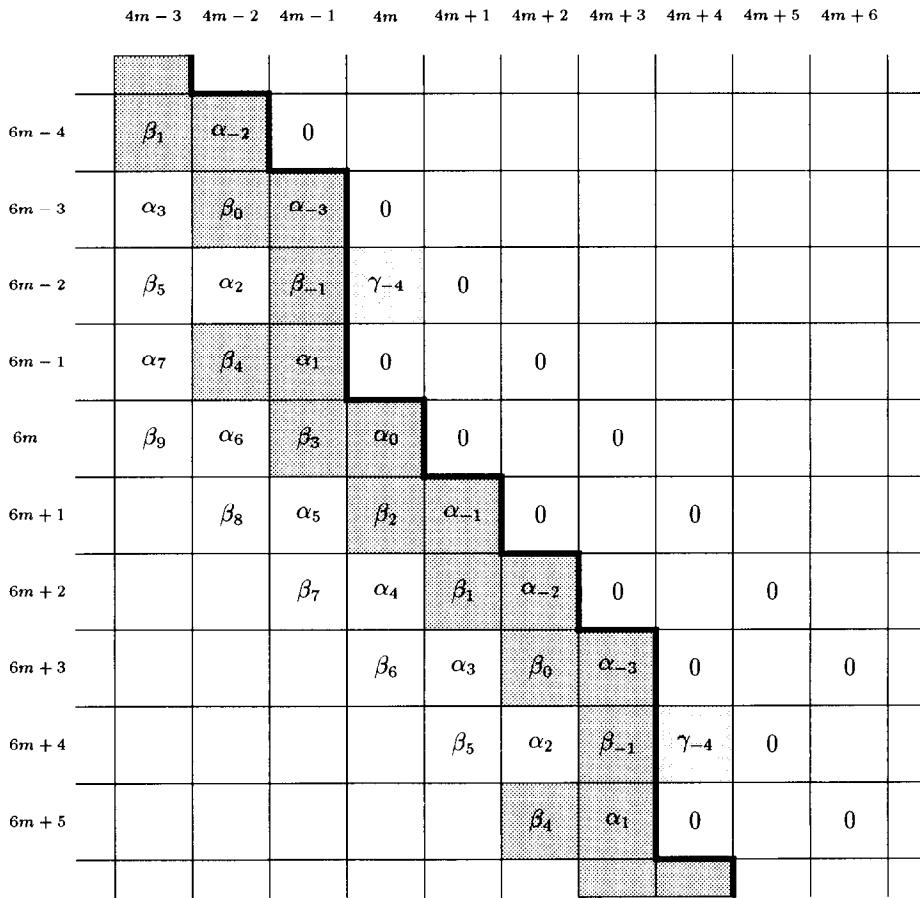 4m − 3 4m − 2 4m − 1 4m 4m + 1 4m + 2 4m + 3 4m + 4 4m + 5 4m + 6
6m − 4 β₁ α₋₂ 0
6m − 3 α₃ β₀ α₋₃ 0
6m − 2 β₅ α₂ β₋₁ γ₋₄ 0
6m − 1 α₇ β₄ α₁ 0 0
6m β₉ α₆ β₃ α₀ 0 0
6m + 1 β₈ α₅ β₂ α₋₁ 0 0
6m + 2 β₇ α₄ β₁ α₋₂ 0 0
6m + 3 β₆ α₃ β₀ α₋₃ 0 0
6m + 4 β₅ α₂ β₋₁ γ₋₄ 0
6m + 5 β₄ α₁ 0 0